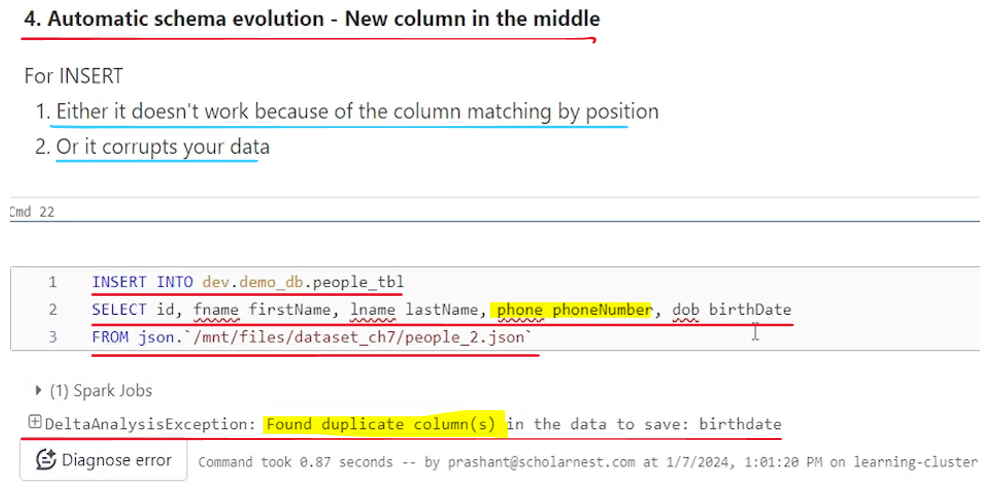 4. Automatic schema evolution - New column in the middle
For INSERT
1. Either it doesn't work because of the column matching by position
2. Or it corrupts your data
Cmd 22
1 INSERT INTO dev.demo_db.people_tbl
2 SELECT id, fname firstName, lname lastName, phone phoneNumber, dob birthDate
3 FROM json.`/mnt/files/dataset_ch7/people_2.json`
(1) Spark Jobs
DeltaAnalysisException: Found duplicate column(s) in the data to save: birthdate
Diagnose error
Command took 0.87 seconds -- by prashant@scholarnest.com at 1/7/2024, 1:01:20 PM on learning-cluster